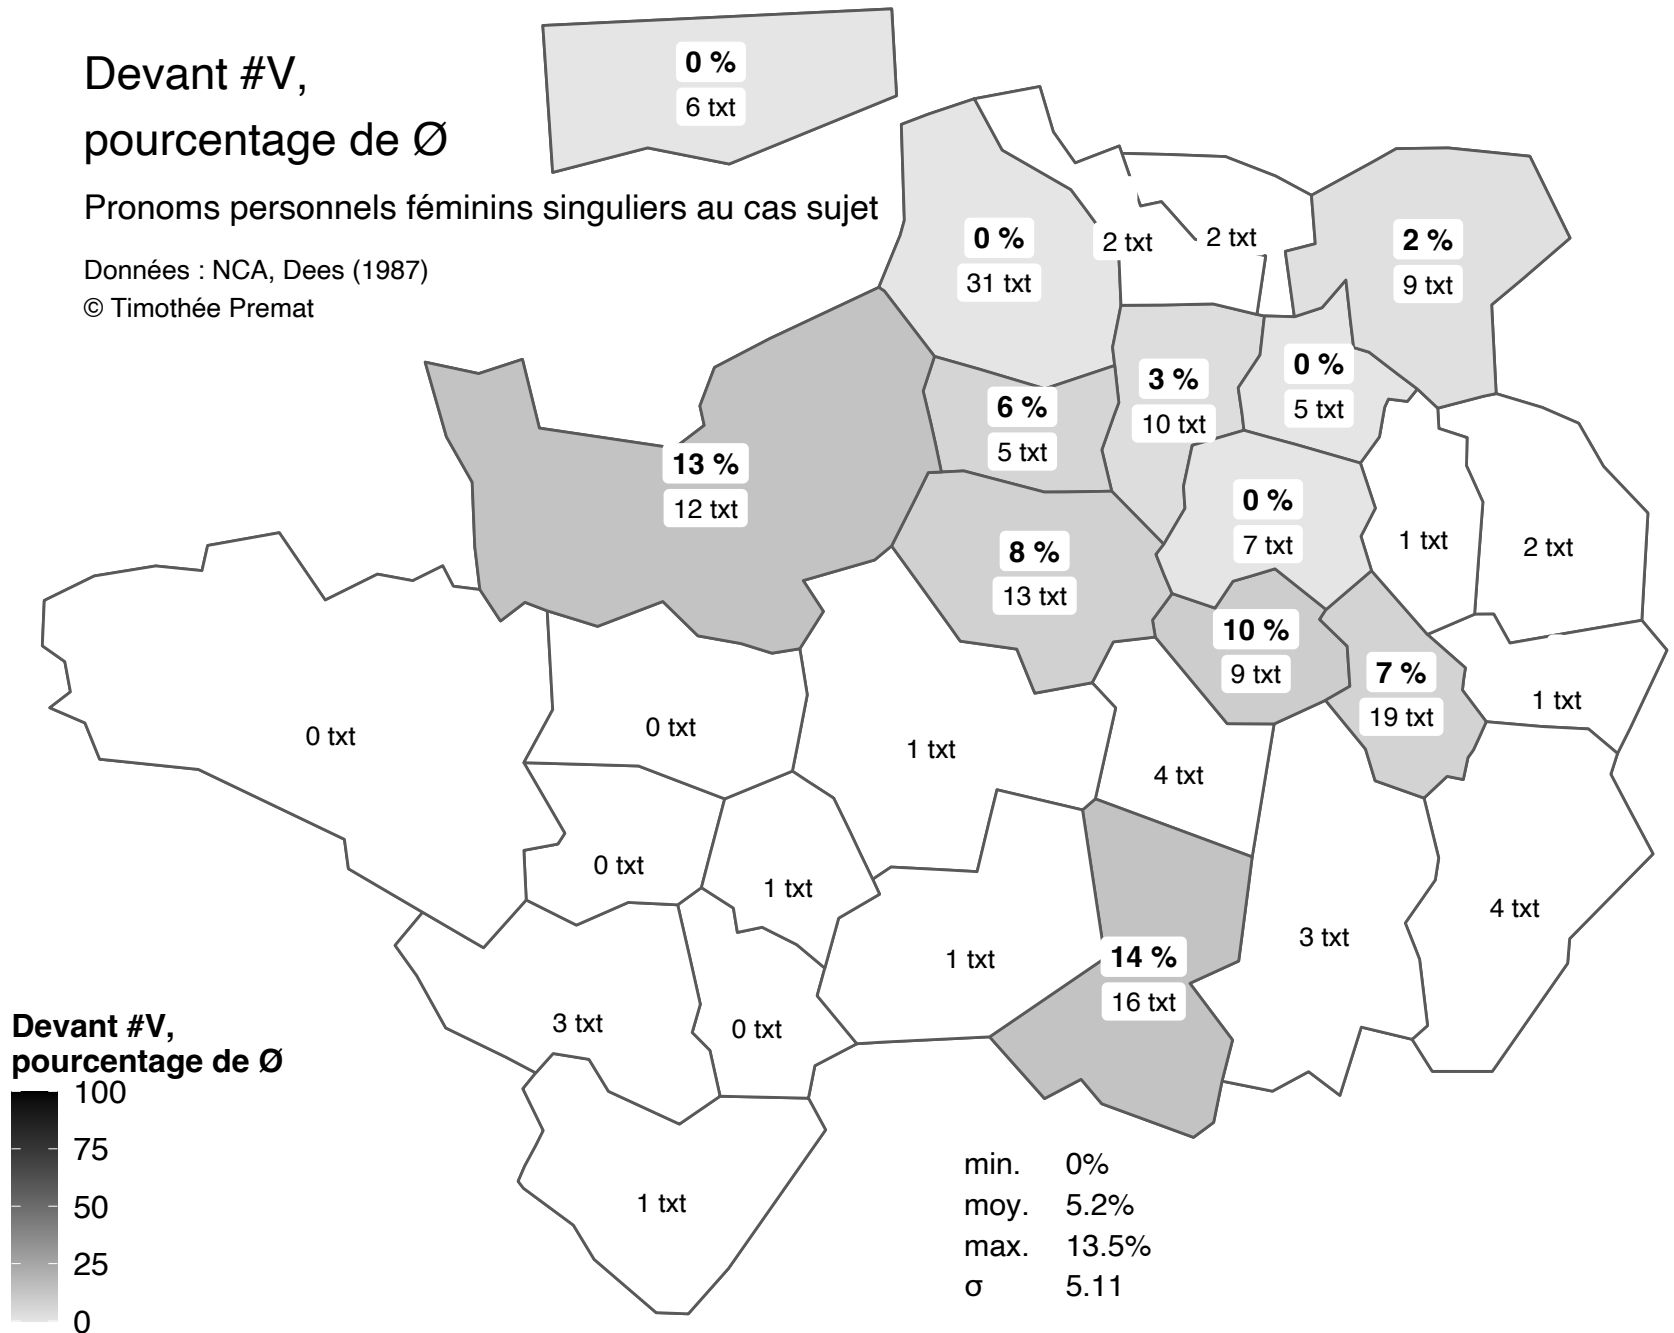 Devant #V,
pourcentage de Ø
Pronoms personnels féminins singuliers au cas sujet
Données : NCA, Dees (1987)
© Timothée Premat
0 %
6 txt
0 %
31 txt
2 txt
2 txt
2 %
9 txt
6 %
5 txt
3 %
10 txt
0 %
5 txt
13 %
12 txt
8 %
13 txt
0 %
7 txt
1 txt
2 txt
10 %
9 txt
7 %
19 txt
1 txt
0 txt
0 txt
1 txt
4 txt
0 txt
1 txt
1 txt
14 %
16 txt
3 txt
4 txt
3 txt
0 txt
1 txt
Devant #V,
pourcentage de Ø
100
75
50
25
0
min. 0%
moy. 5.2%
max. 13.5%
σ 5.11